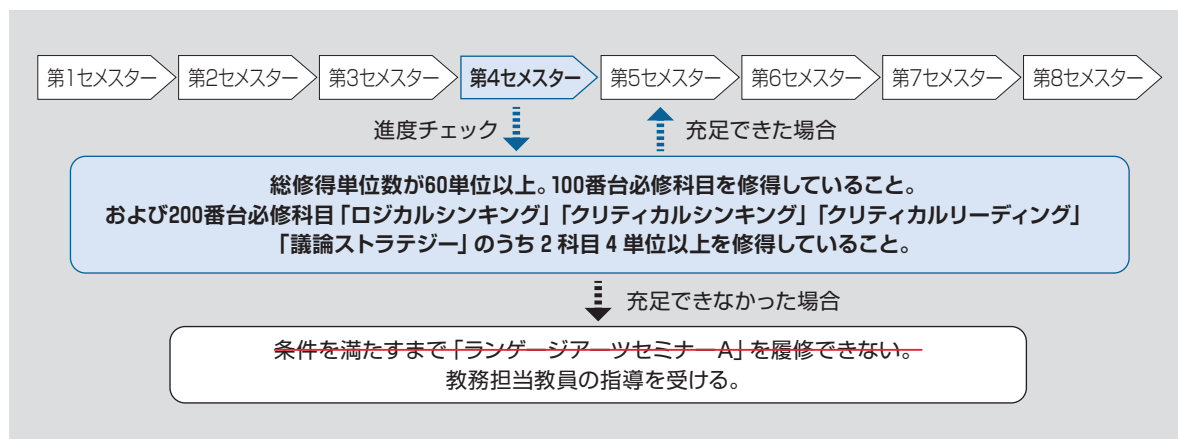 第1セメスター 第2セメスター 第3セメスター 第4セメスター 第5セメスター 第6セメスター 第7セメスター 第8セメスター
進度チェック 充足できた場合
総修得単位数が60単位以上。100番台必修科目を修得していること。
および200番台必修科目「ロジカルシンキング」「クリティカルシンキング」「クリティカルリーディング」
「議論ストラテジー」のうち2科目4単位以上を修得していること。
充足できなかった場合
条件を満たすまで「ランゲージアーツセミナーA」を履修できない。
教務担当教員の指導を受ける。